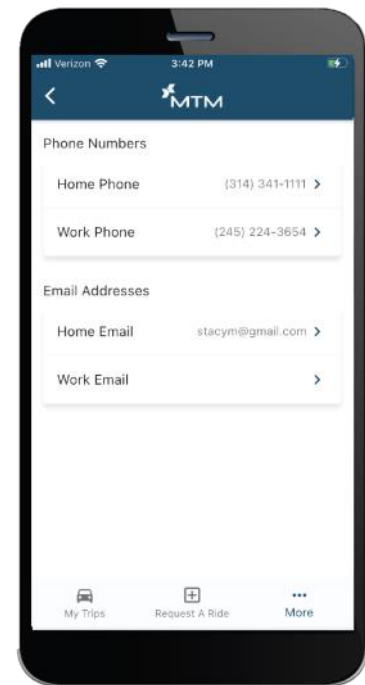 Verizon 3:42 PM
MTM
Phone Numbers
Home Phone (314) 341-1111
Work Phone (245) 224-3654
Email Addresses
Home Email stacym@gmail.com
Work Email
My Trips Request A Ride More